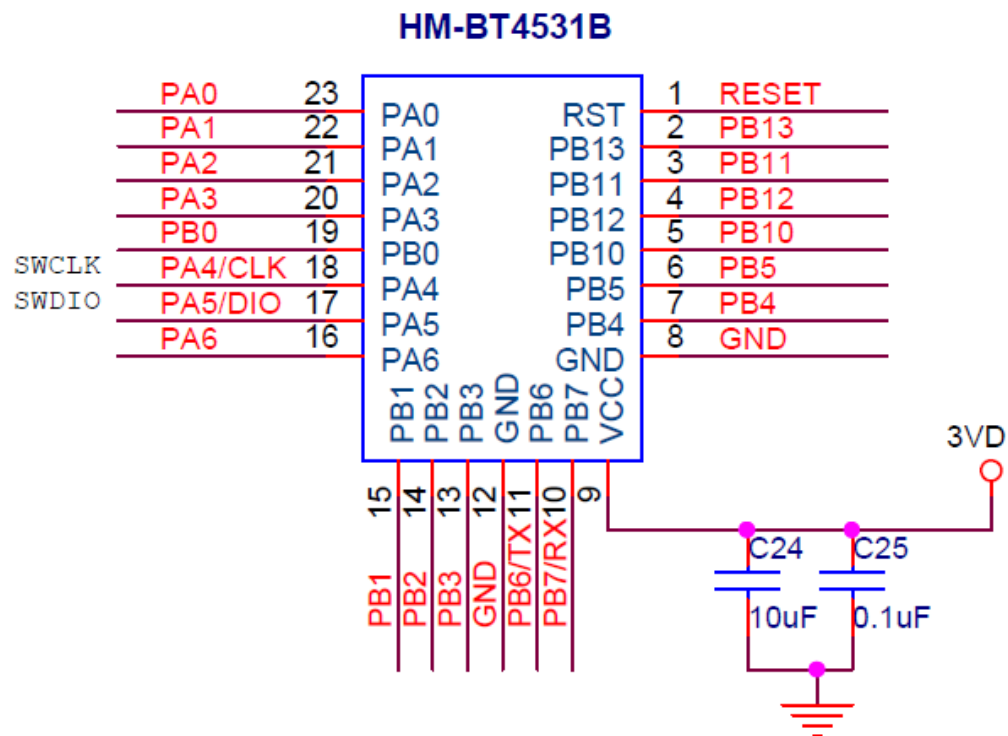 HM-BT4531B
PA0 23 PA0 RST 1 RESET
PA1 22 PA1 PB13 2 PB13
PA2 21 PA2 PB11 3 PB11
PA3 20 PA3 PB12 4 PB12
PB0 19 PB0 PB10 5 PB10
SWCLK PA4/CLK 18 PA4 PB5 6 PB5
SWDIO PA5/DIO 17 PA5 PB4 7 PB4
PA6 16 PA6 GND 8 GND
PB1 PB2 PB3 GND PB6 PB7 VCC
15 14 13 12 11 10 9
PB1 PB2 PB3 GND PB6/TX PB7/RX
3VD
C24 C25
10uF 0.1uF